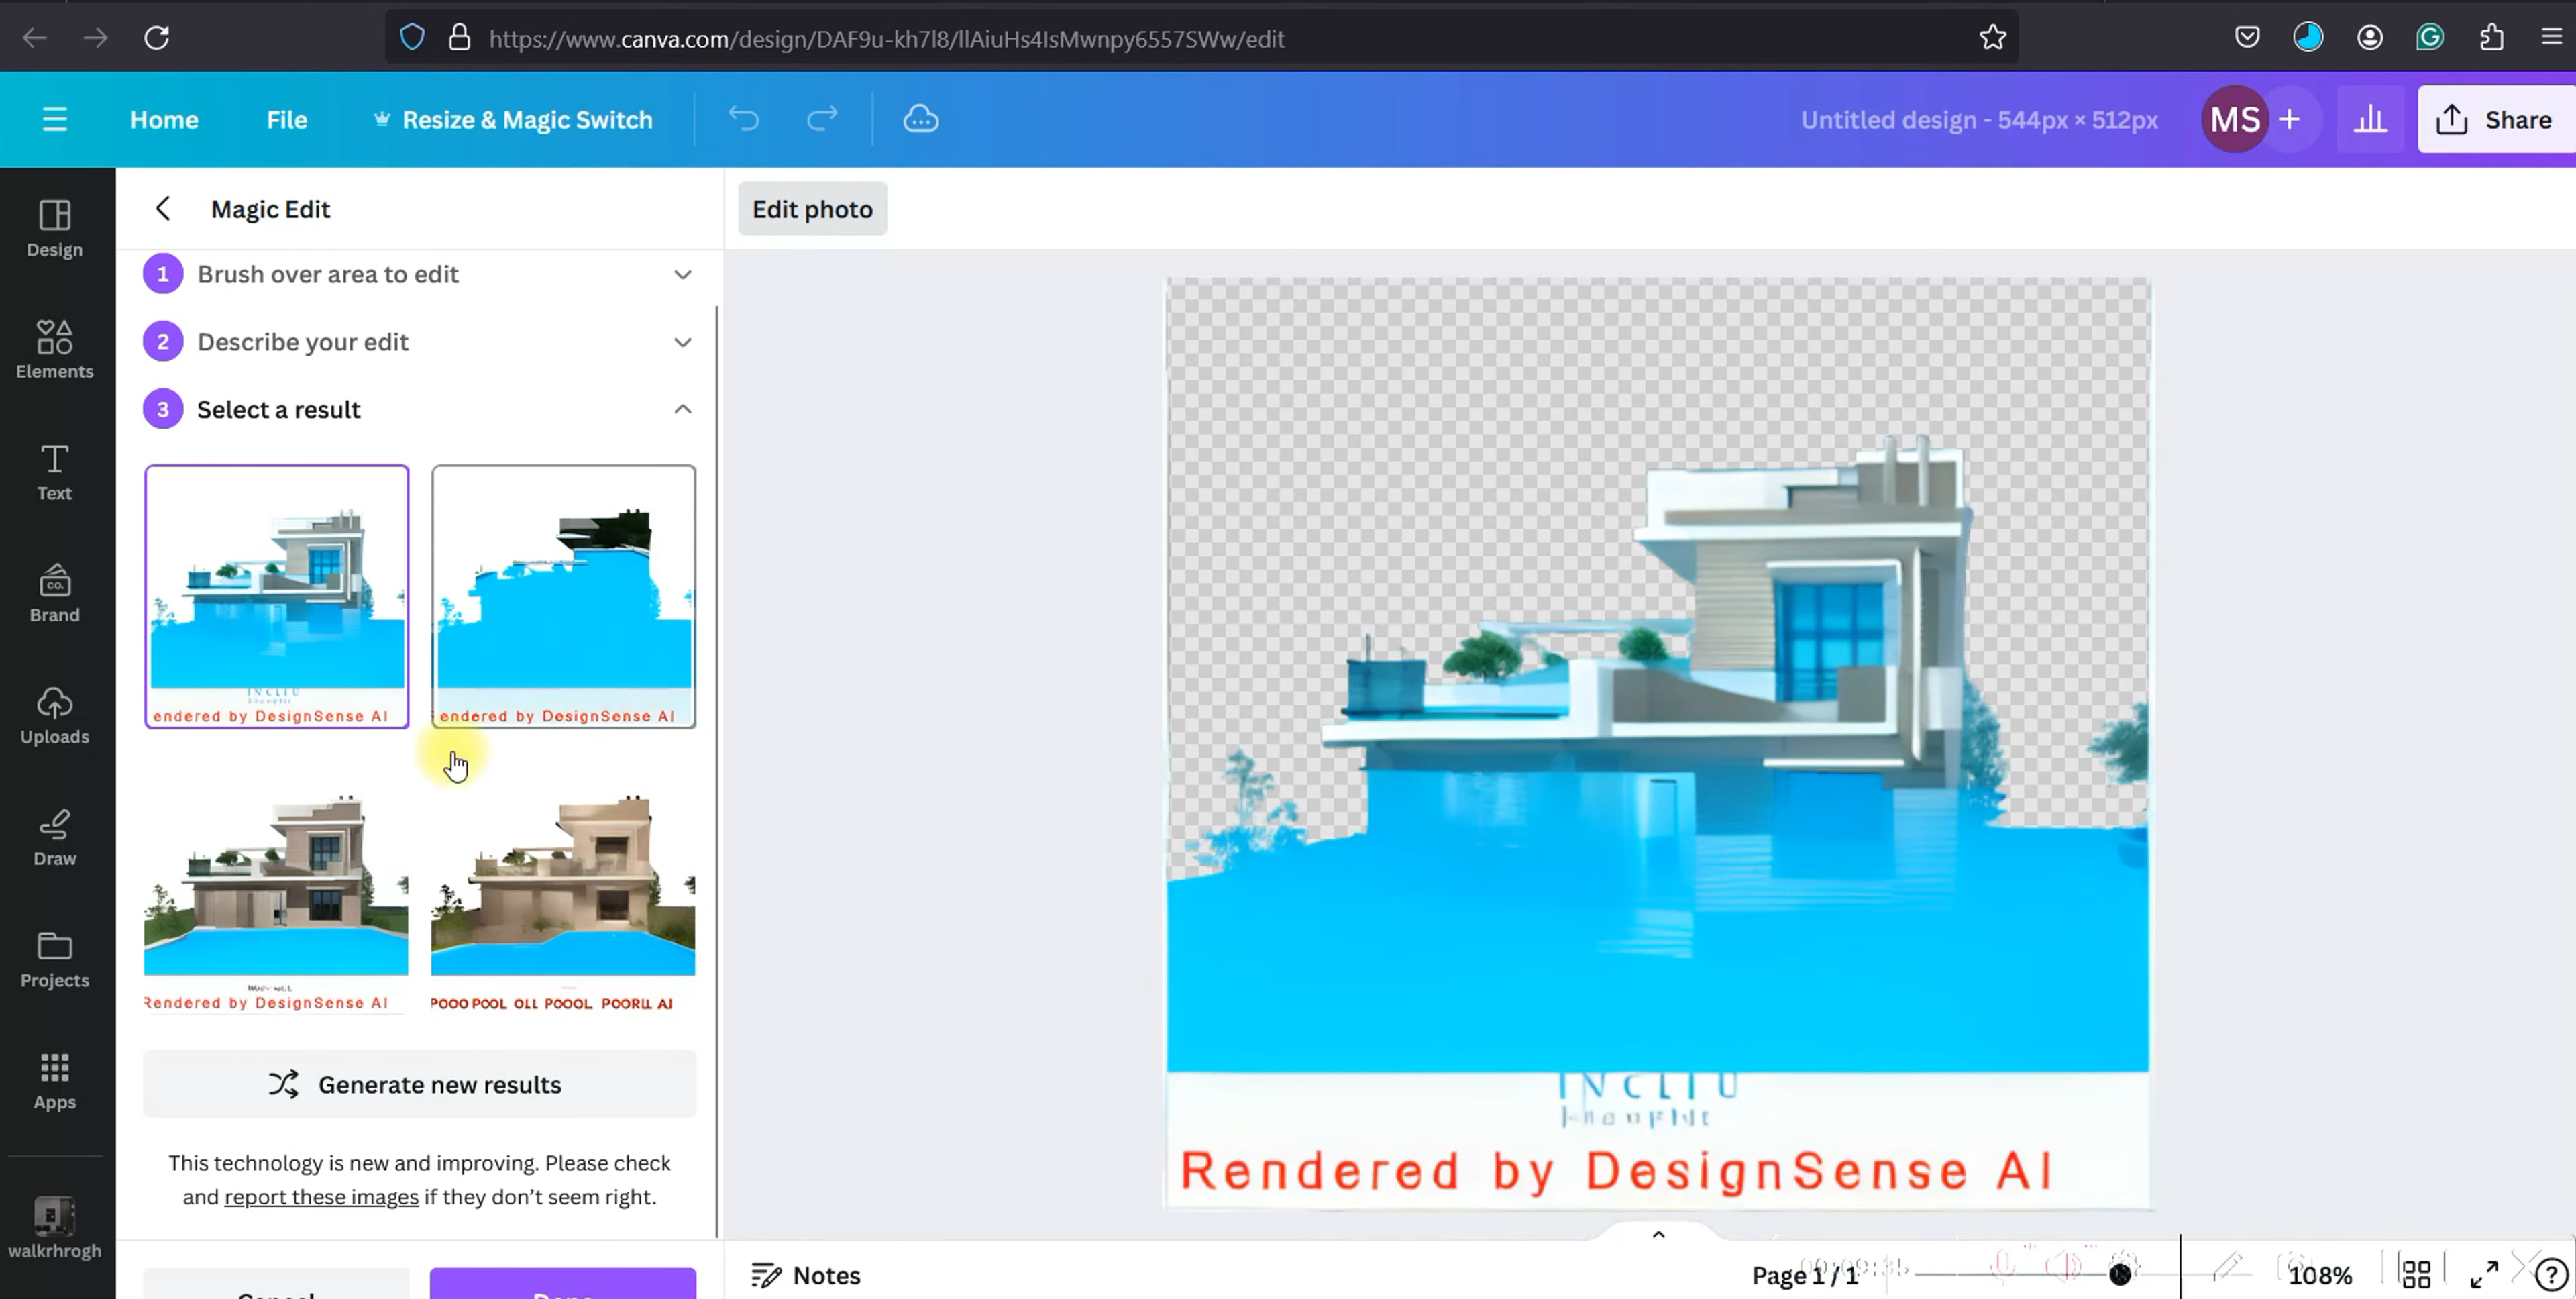 https://www.canva.com/design/DAF9u-kh7l8/llAiuHs4IsMwnpy6557SWw/edit
Home
File
Resize & Magic Switch
Untitled design - 544px × 512px
MS
+
Share
Design
Elements
Text
CO.
Brand
Uploads
Draw
Projects
Apps
walkrhrogh
Magic Edit
1 Brush over area to edit
2 Describe your edit
3 Select a result
endered by DesignSense AI
endered by DesignSense AI
Rendered by DesignSense AI
POOO POOL OLL POOOL POORLL AI
Generate new results
This technology is new and improving. Please check
and report these images if they don't seem right.
Edit photo
Rendered by DesignSense AI
Notes
Page 1 / 1
108%